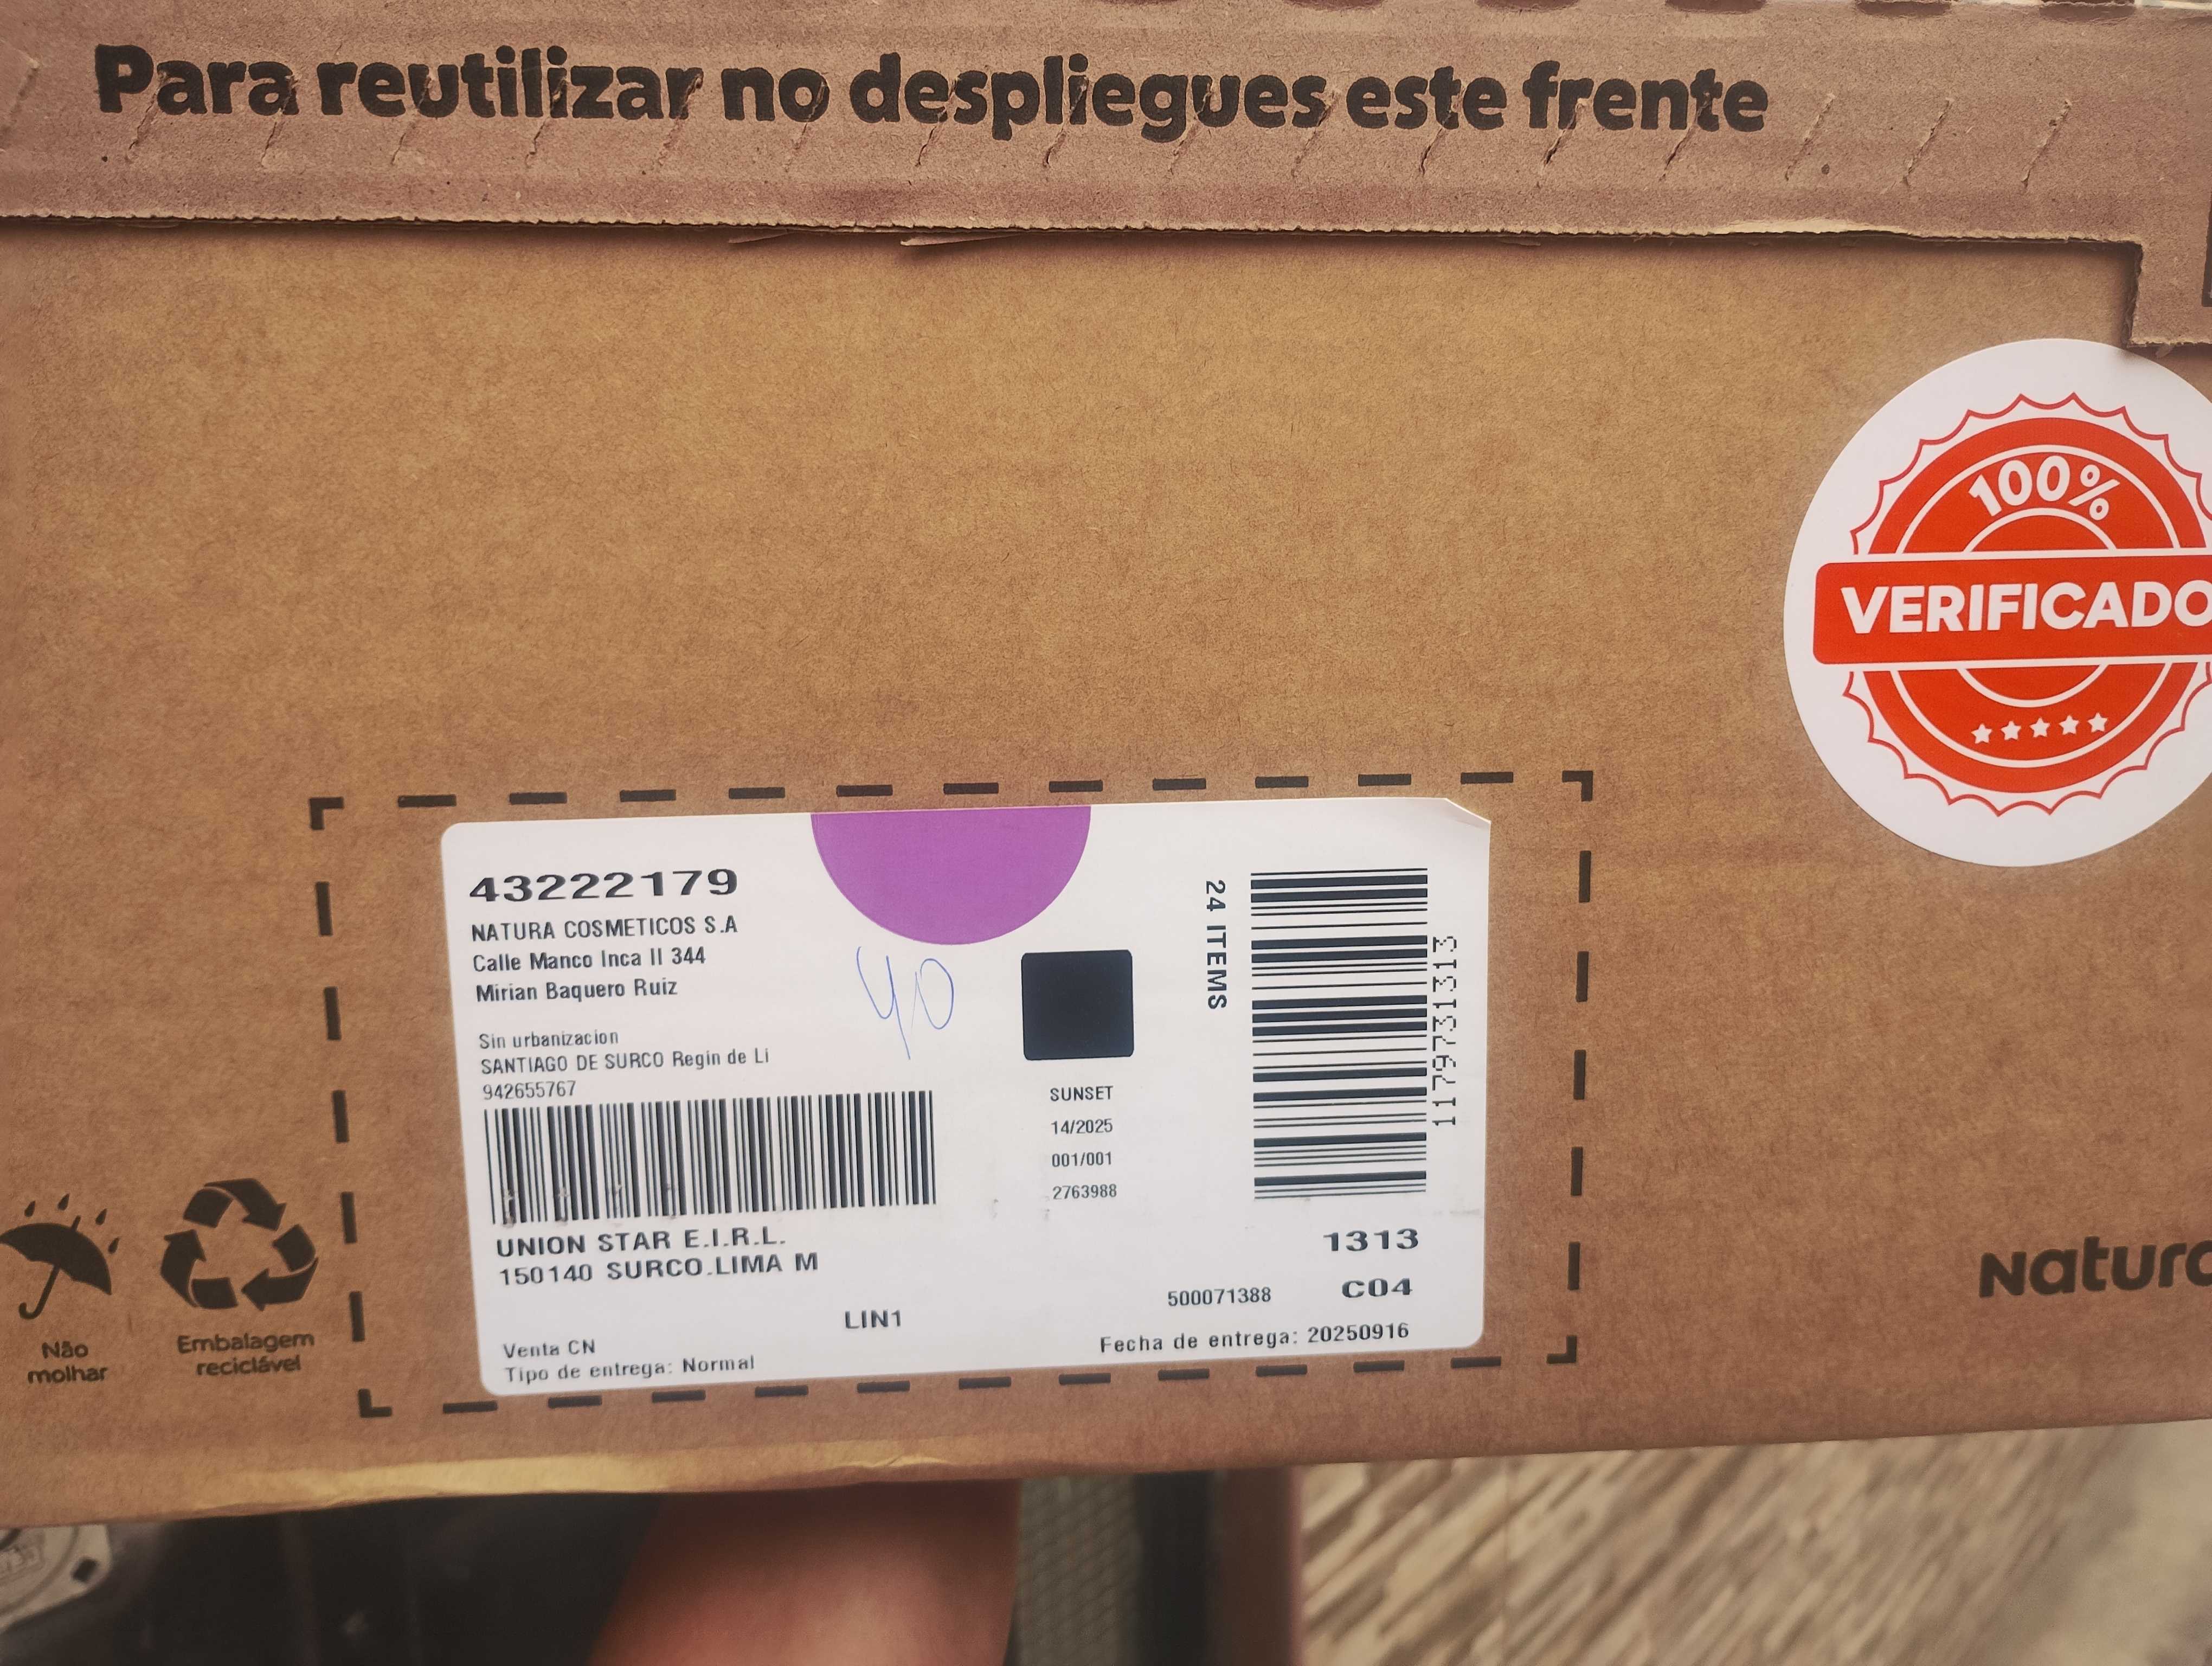 Para reutilizar no despliegues este frente
100%
VERIFICADO
43222179
NATURA COSMETICOS S.A
Calle Manco Inca II 344
Mirian Baquero Ruiz
Sin urbanizacion
SANTIAGO DE SURCO Regin de Li
942655767
40
24 ITEMS
1179731313
SUNSET
14/2025
001/001
2763988
UNION STAR E.I.R.L.
150140 SURCO.LIMA M
1313
C04
500071388
LIN1
Venta CN
Tipo de entrega: Normal
Fecha de entrega: 20250916
Não
molhar
Embalagem
reciclável
Natura